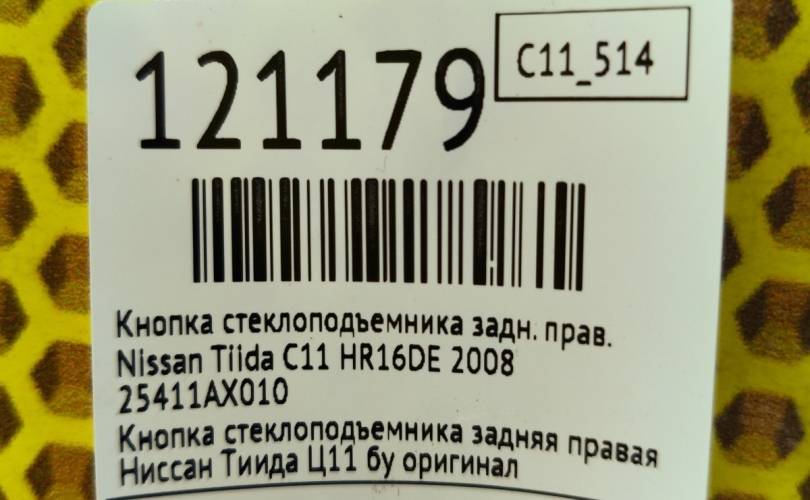 121179
C11_514
Кнопка стеклоподъемника задн. прав.
Nissan Tiida C11 HR16DE 2008
25411AX010
Кнопка стеклоподъемника задняя правая
Ниссан Тиида Ц11 бу оригинал